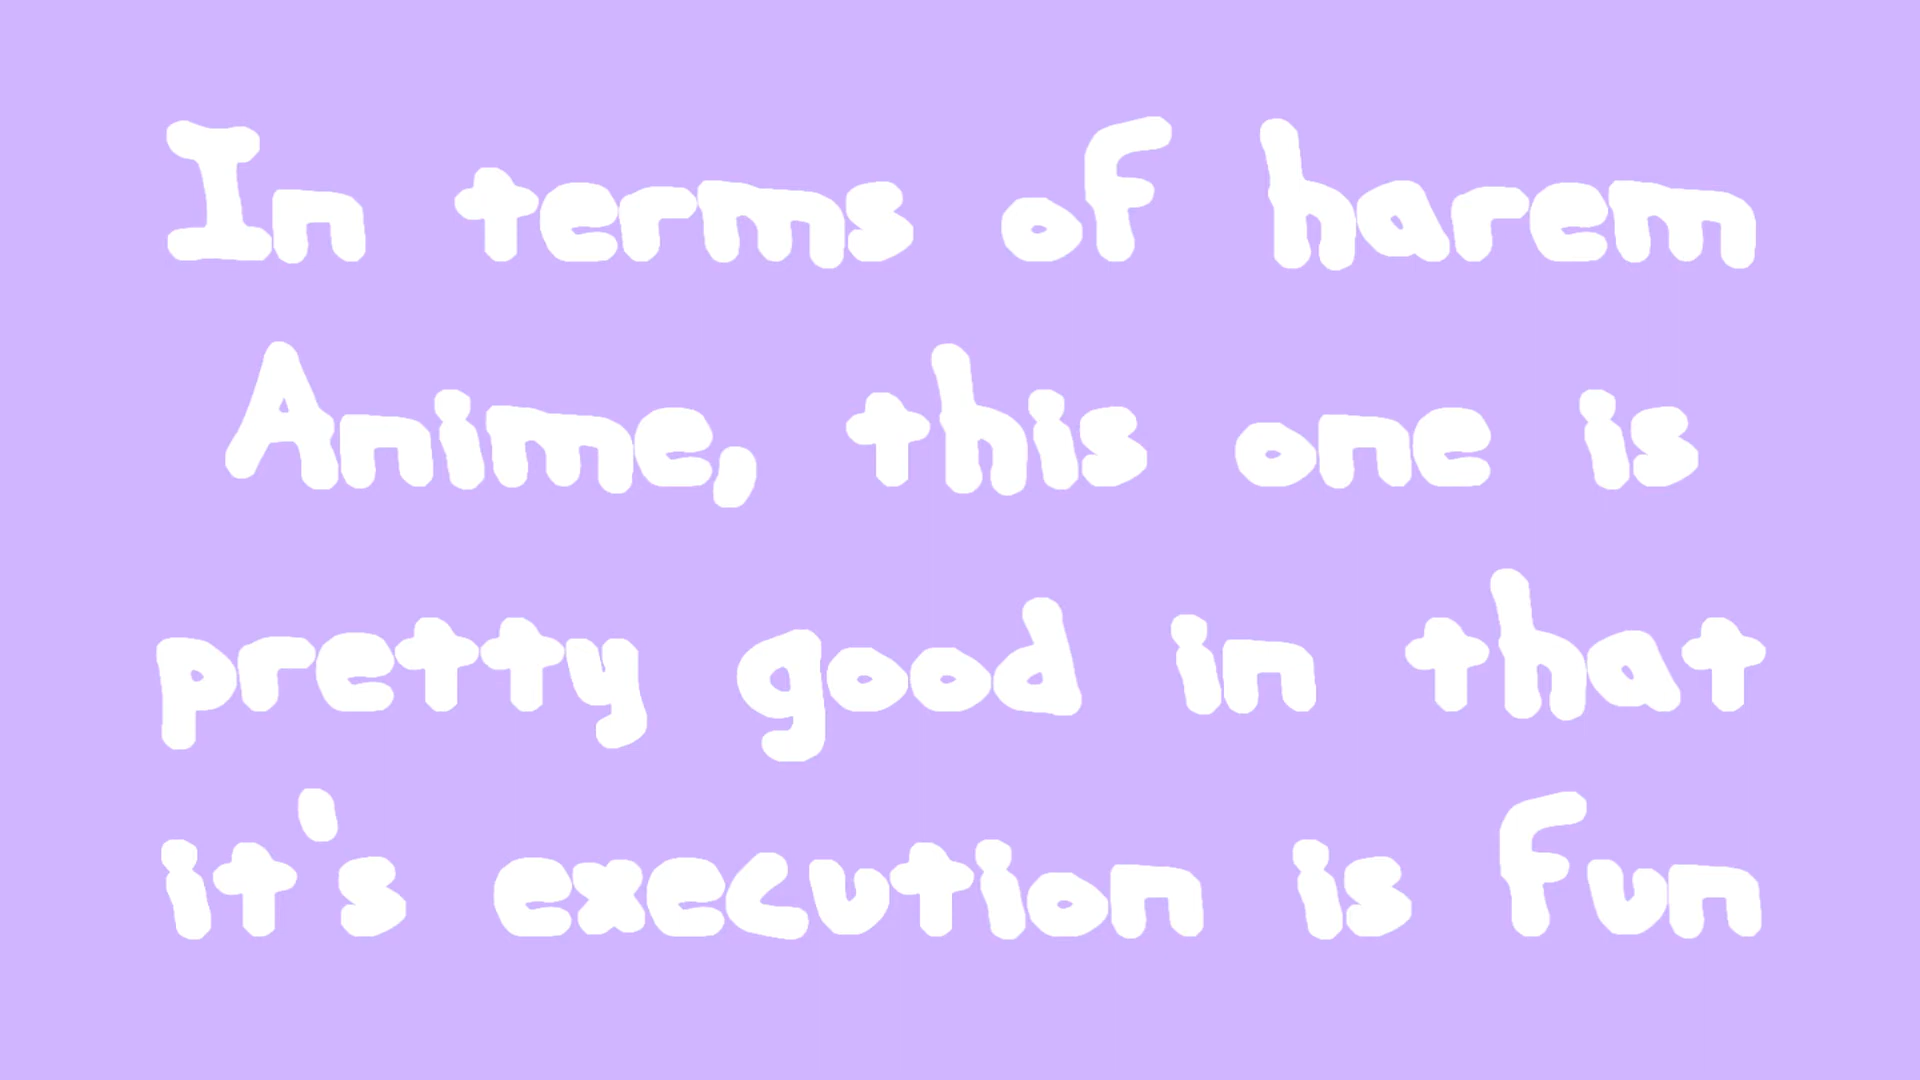 In terms of harem
Anime, this one is
pretty good in that
it's execution is fun